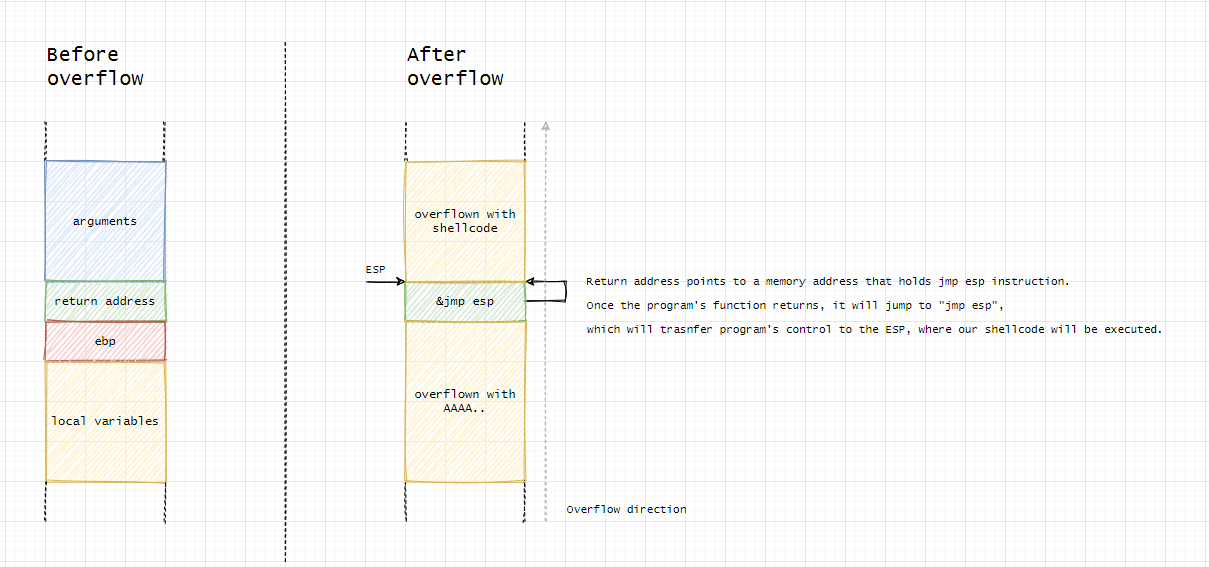 Before
overflow
After
overflow
arguments
return address
ebp
local variables
overflown with
shellcode
ESP
&jmp esp
overflown with
AAAA..
Return address points to a memory address that holds jmp esp instruction.
Once the program's function returns, it will jump to "jmp esp",
which will trasnfer program's control to the ESP, where our shellcode will be executed.
Overflow direction